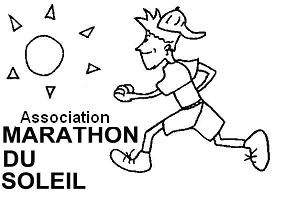 Association
MARATHON
DU
SOLEIL